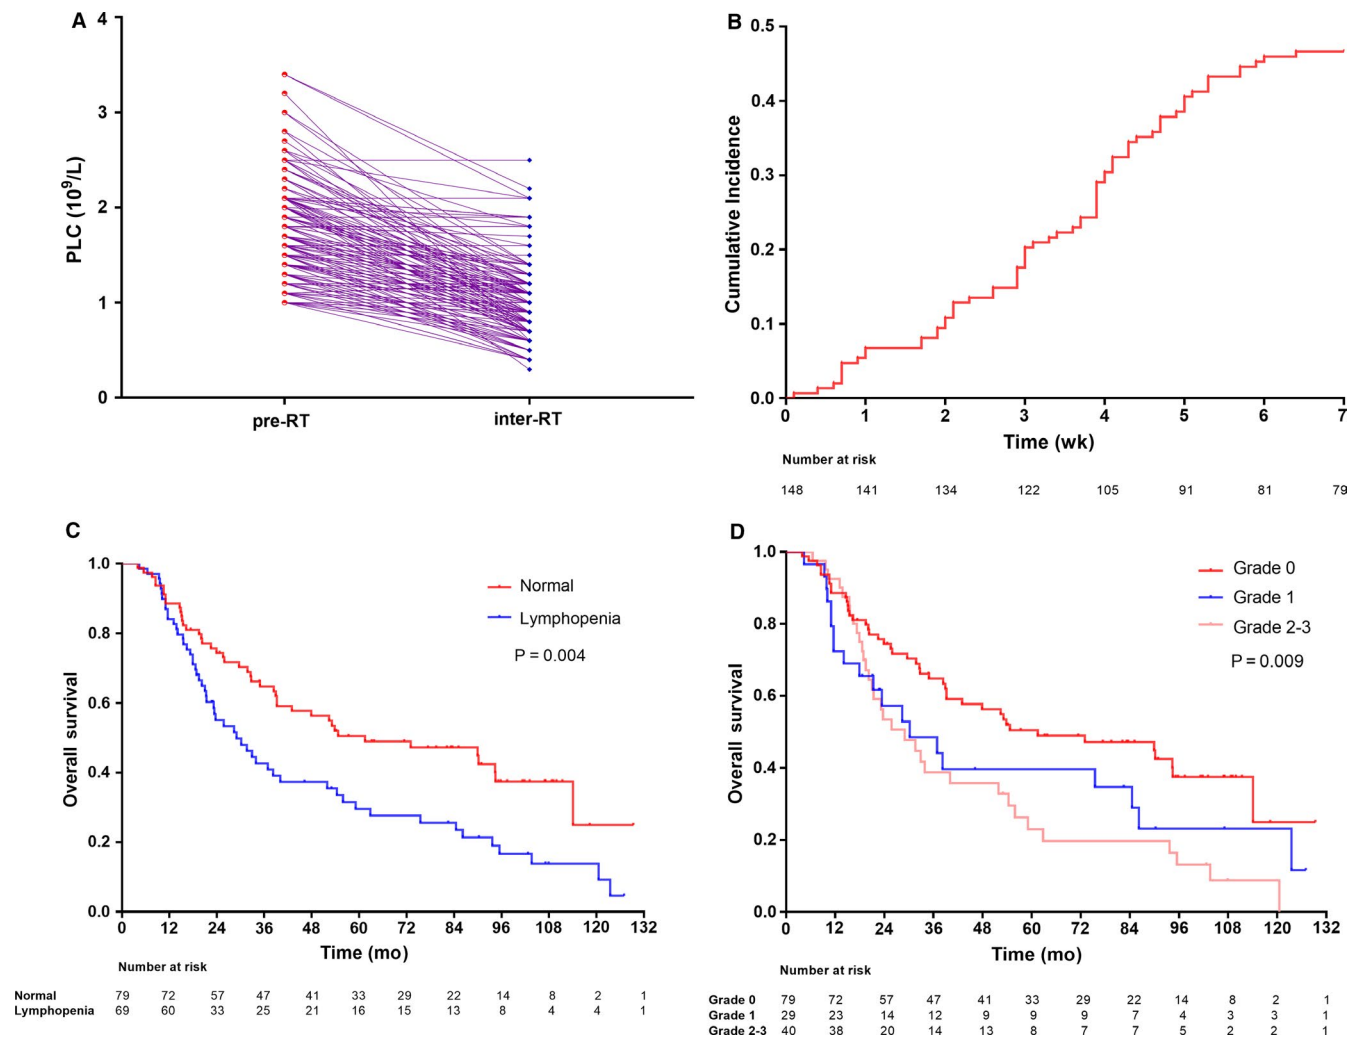 A
4
3
2
1
0
PLC (10⁹/L)
pre-RT
inter-RT
B
0.5
0.4
0.3
0.2
0.1
0.0
Cumulative Incidence
0 1 2 3 4 5 6 7
Time (wk)
Number at risk
148 141 134 122 105 91 81 79
C
1.0
0.8
0.6
0.4
0.2
0.0
Overall survival
Normal
Lymphopenia
P = 0.004
0 12 24 36 48 60 72 84 96 108 120 132
Time (mo)
Number at risk
Normal 79 72 57 47 41 33 29 22 14 8 2 1
Lymphopenia 69 60 33 25 21 16 15 13 8 4 4 1
D
1.0
0.8
0.6
0.4
0.2
0.0
Overall survival
Grade 0
Grade 1
Grade 2-3
P = 0.009
0 12 24 36 48 60 72 84 96 108 120 132
Time (mo)
Number at risk
Grade 0 79 72 57 47 41 33 29 22 14 8 2 1
Grade 1 29 23 14 12 9 9 9 7 4 3 3 1
Grade 2-3 40 38 20 14 13 8 7 7 5 2 2 1